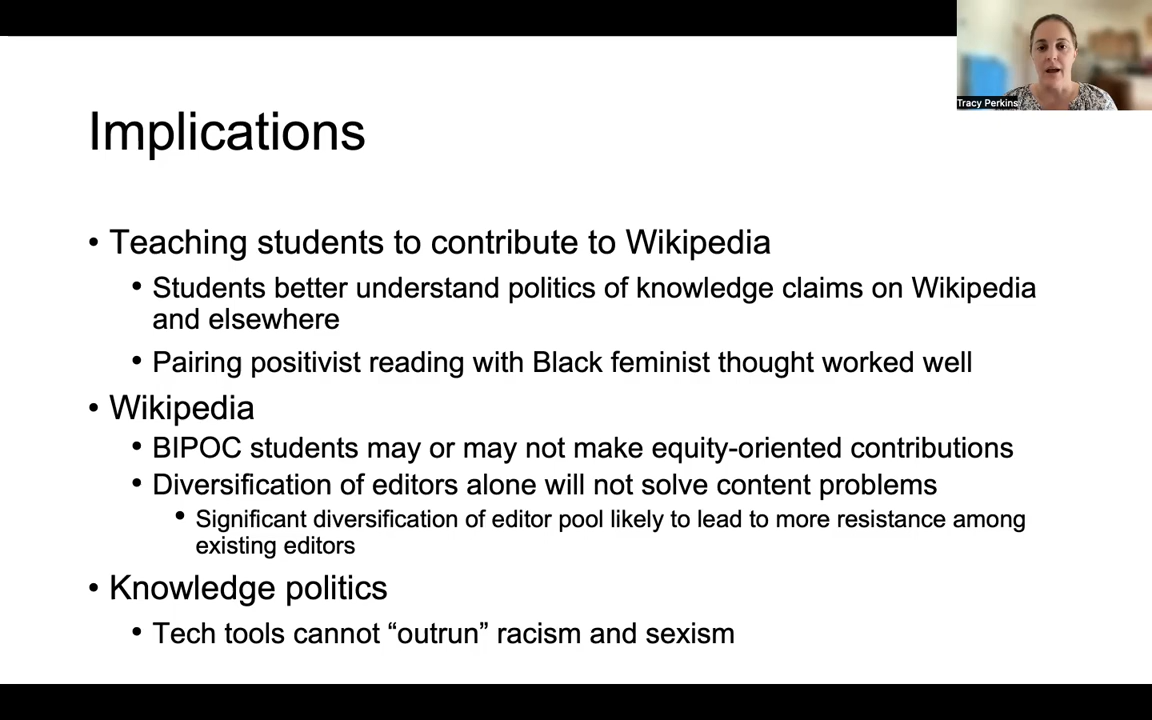 Tracy Perkins
Implications
• Teaching students to contribute to Wikipedia
• Students better understand politics of knowledge claims on Wikipedia
and elsewhere
• Pairing positivist reading with Black feminist thought worked well
• Wikipedia
• BIPOC students may or may not make equity-oriented contributions
• Diversification of editors alone will not solve content problems
• Significant diversification of editor pool likely to lead to more resistance among
existing editors
• Knowledge politics
• Tech tools cannot “outrun” racism and sexism